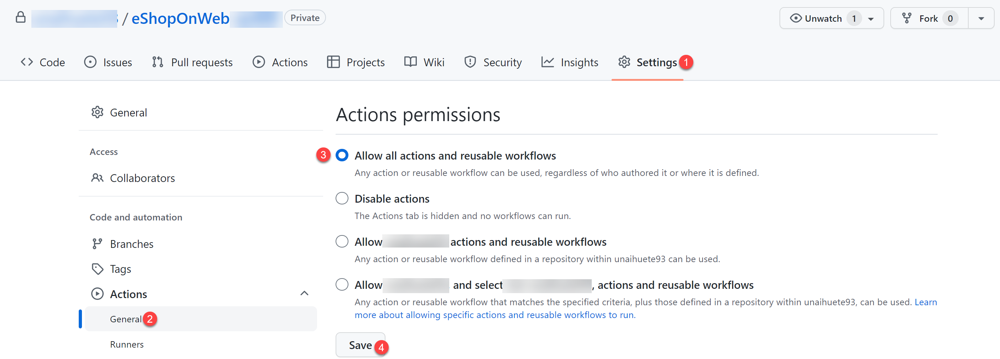 / eShopOnWeb Private
Unwatch 1 Fork 0
Code Issues Pull requests Actions Projects Wiki Security Insights Settings 1
General
Access
Collaborators
Code and automation
Branches
Tags
Actions
General 2
Runners
Actions permissions
3 Allow all actions and reusable workflows
Any action or reusable workflow can be used, regardless of who authored it or where it is defined.
Disable actions
The Actions tab is hidden and no workflows can run.
Allow actions and reusable workflows
Any action or reusable workflow defined in a repository within unaihuete93 can be used.
Allow and select , actions and reusable workflows
Any action or reusable workflow that matches the specified criteria, plus those defined in a repository within unaihuete93, can be used. Learn
more about allowing specific actions and reusable workflows to run.
Save 4